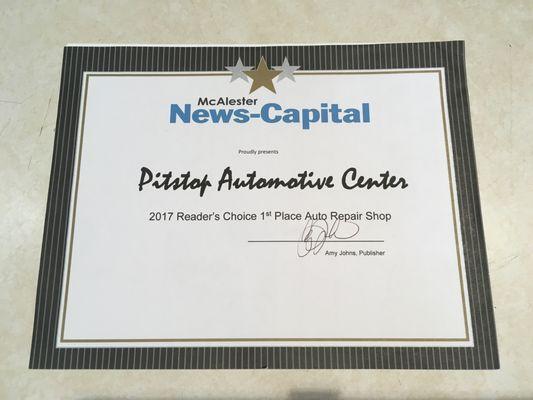 McAlester
News-Capital
Proudly presents
Pitstop Automotive Center
2017 Reader's Choice 1st Place Auto Repair Shop
Amy Johns, Publisher